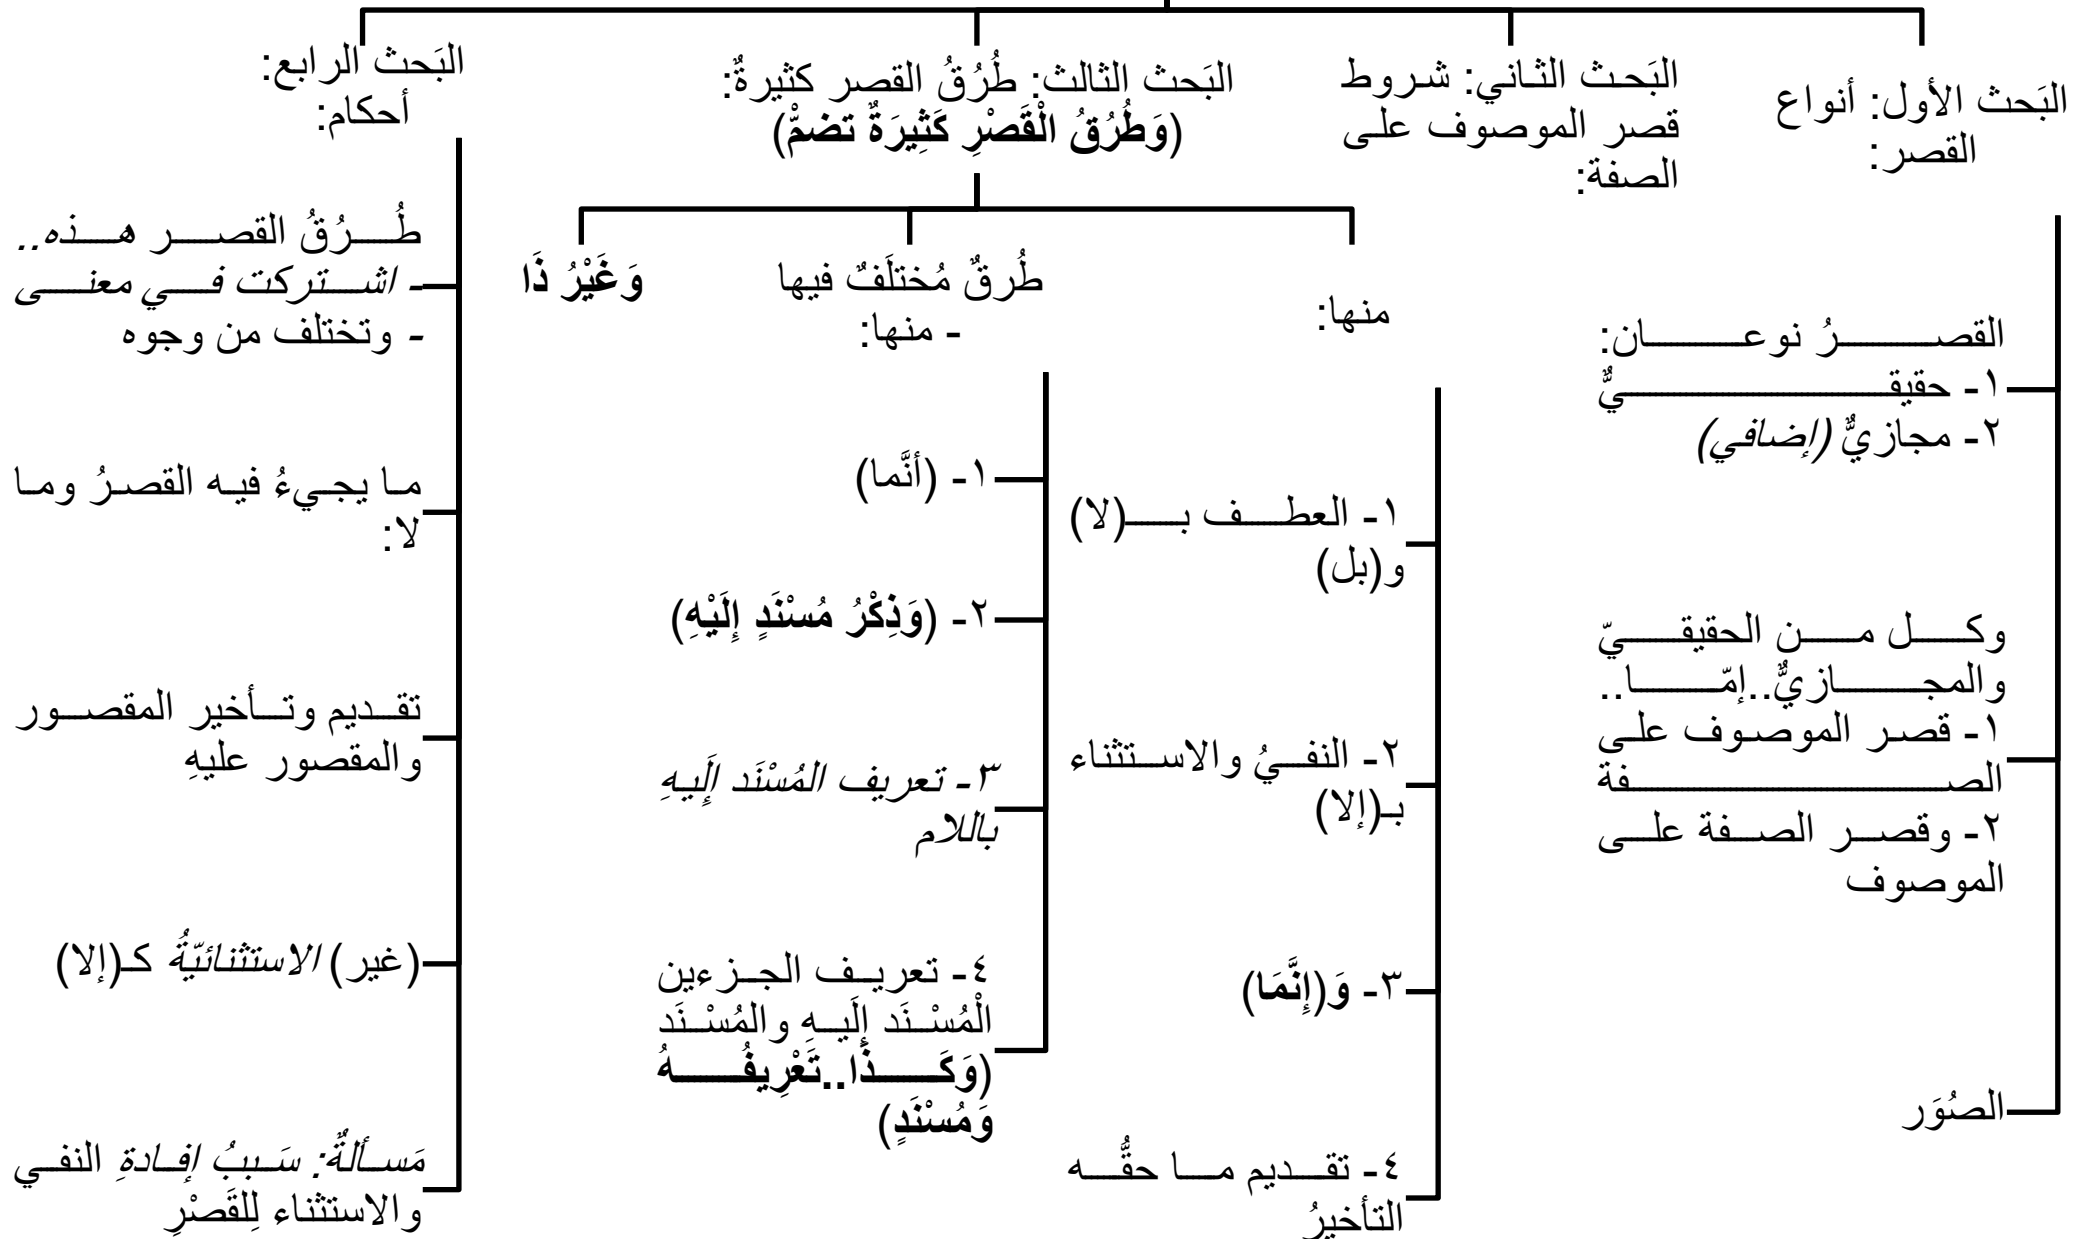 البَحث الأول: أنواع
القصر:
القصرُ نوعان:
١- حقيقيٌّ
٢- مجازيٌّ (إضافي)
وكل من الحقيقيّ
والمجازيٌّ..إمّا..
١- قصر الموصوف على
الصفة
٢- وقصر الصفة على
الموصوف
الصُوَر
البَحث الثاني: شروط
قصر الموصوف على
الصفة:
البَحث الثالث: طُرُقُ القصر كثيرةٌ:
(وَطُرُقُ الْقَصْرِ كَثِيرَةٌ تضمّْ)
منها:
١- العطف بـ(لا)
و(بل)
٢- النفيُ والاستثناء
بـ(إلا)
٣- وَ(إِنَّمَا)
٤- تقديم ما حقُّه
التأخيرُ
طُرقٌ مُختلَفٌ فيها
- منها:
١- (أنَّما)
٢- (وَذِكْرُ مُسْنَدٍ إِلَيْهِ)
٣- تعريف المُسْنَد إِلَيهِ
باللام
٤- تعريف الجزءين
الْمُسْنَد إِلَيهِ والمُسْنَد
(وَكَذَا..تَعْرِيفُهُ
وَمُسْنَدٍ)
وَغَيْرُ ذَا
البَحث الرابع:
أحكام:
طُرُقُ القصر هذه..
- اشتركت في معنى
- وتختلف من وجوه
ما يجيءُ فيه القصرُ وما
لا:
تقديم وتأخير المقصور
والمقصور عليهِ
(غير) الاستثنائيّةُ كـ(إلا)
مَسألةٌ: سَببُ إفادةِ النفي
والاستثناء لِلقَصْرِ